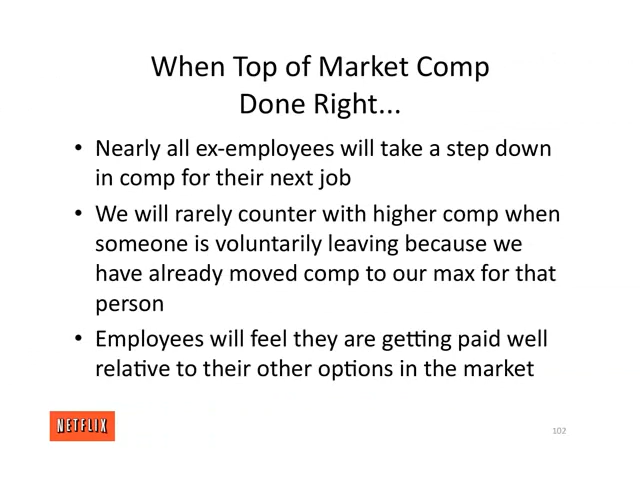 When Top of Market Comp
Done Right...
• Nearly all ex-employees will take a step down
in comp for their next job
• We will rarely counter with higher comp when
someone is voluntarily leaving because we
have already moved comp to our max for that
person
• Employees will feel they are getting paid well
relative to their other options in the market
NETFLIX
102